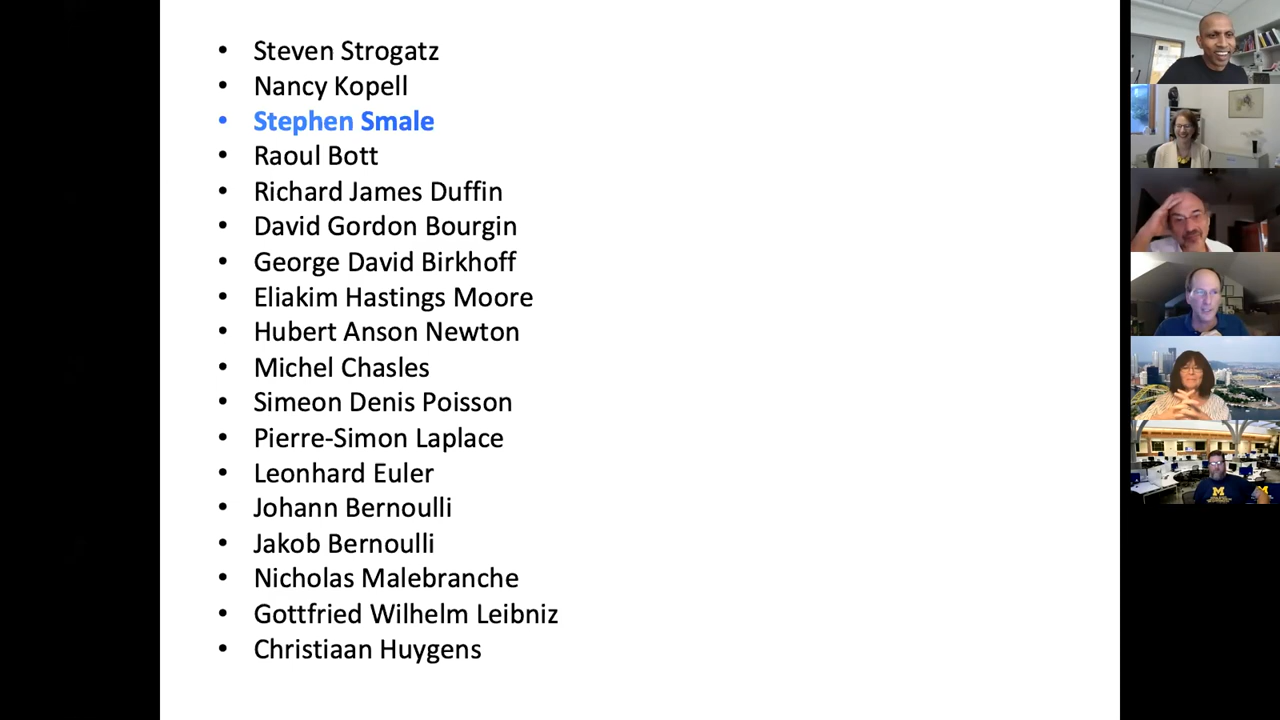 • Steven Strogatz
• Nancy Kopell
• Stephen Smale
• Raoul Bott
• Richard James Duffin
• David Gordon Bourgin
• George David Birkhoff
• Eliakim Hastings Moore
• Hubert Anson Newton
• Michel Chasles
• Simeon Denis Poisson
• Pierre-Simon Laplace
• Leonhard Euler
• Johann Bernoulli
• Jakob Bernoulli
• Nicholas Malebranche
• Gottfried Wilhelm Leibniz
• Christiaan Huygens
M